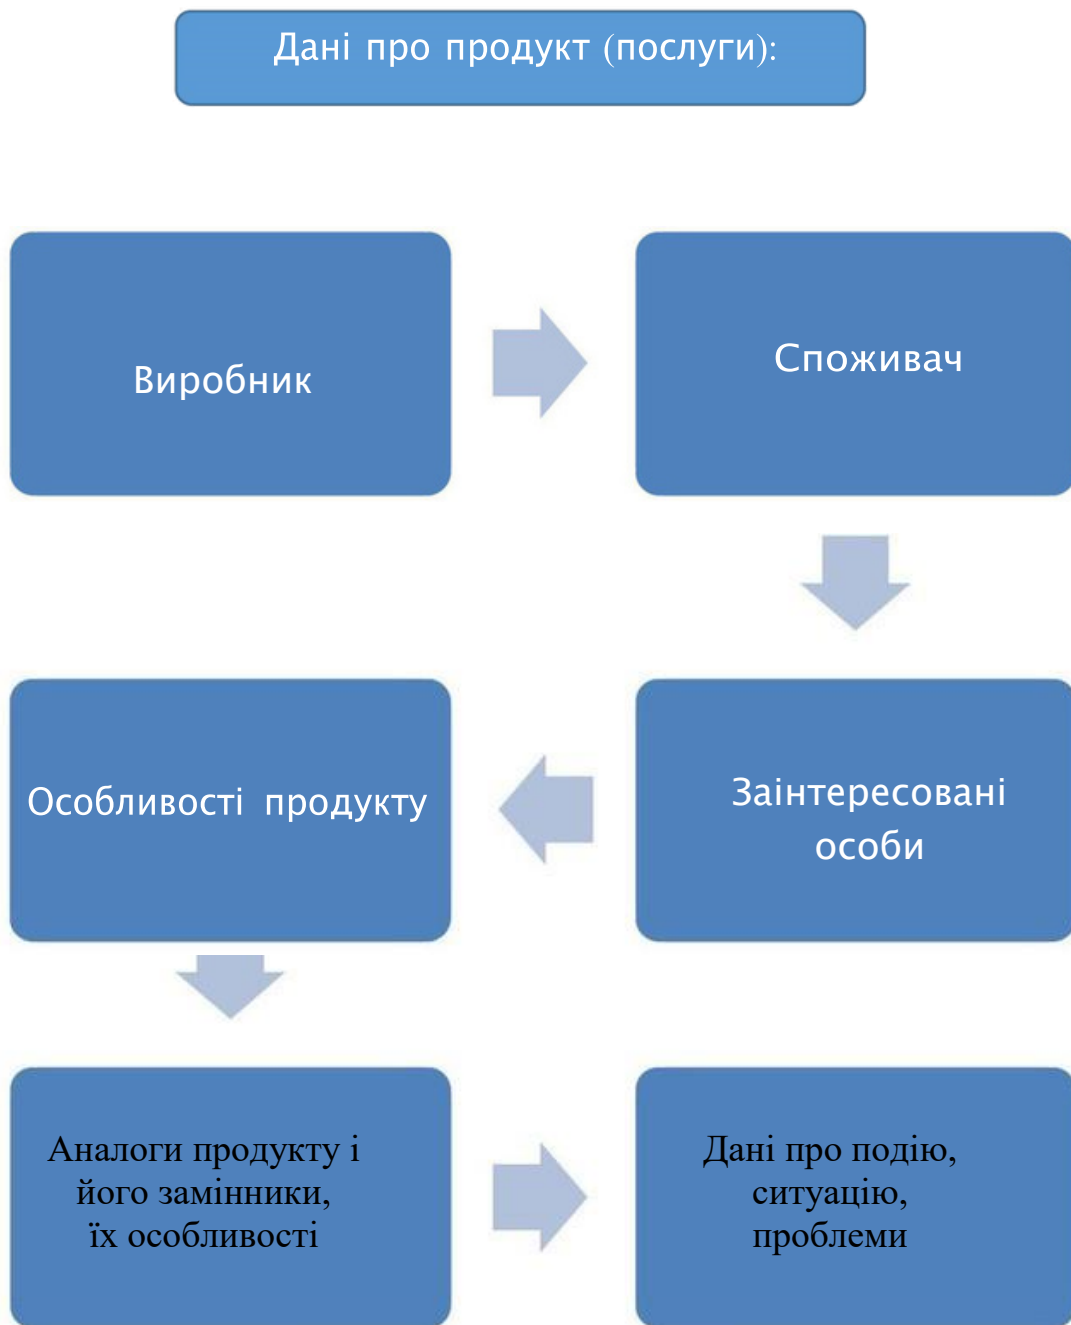 Дані про продукт (послуги):
Виробник
Споживач
Заінтересовані
особи
Особливості продукту
Аналоги продукту і
його замінники,
їх особливості
Дані про подію,
ситуацію,
проблеми